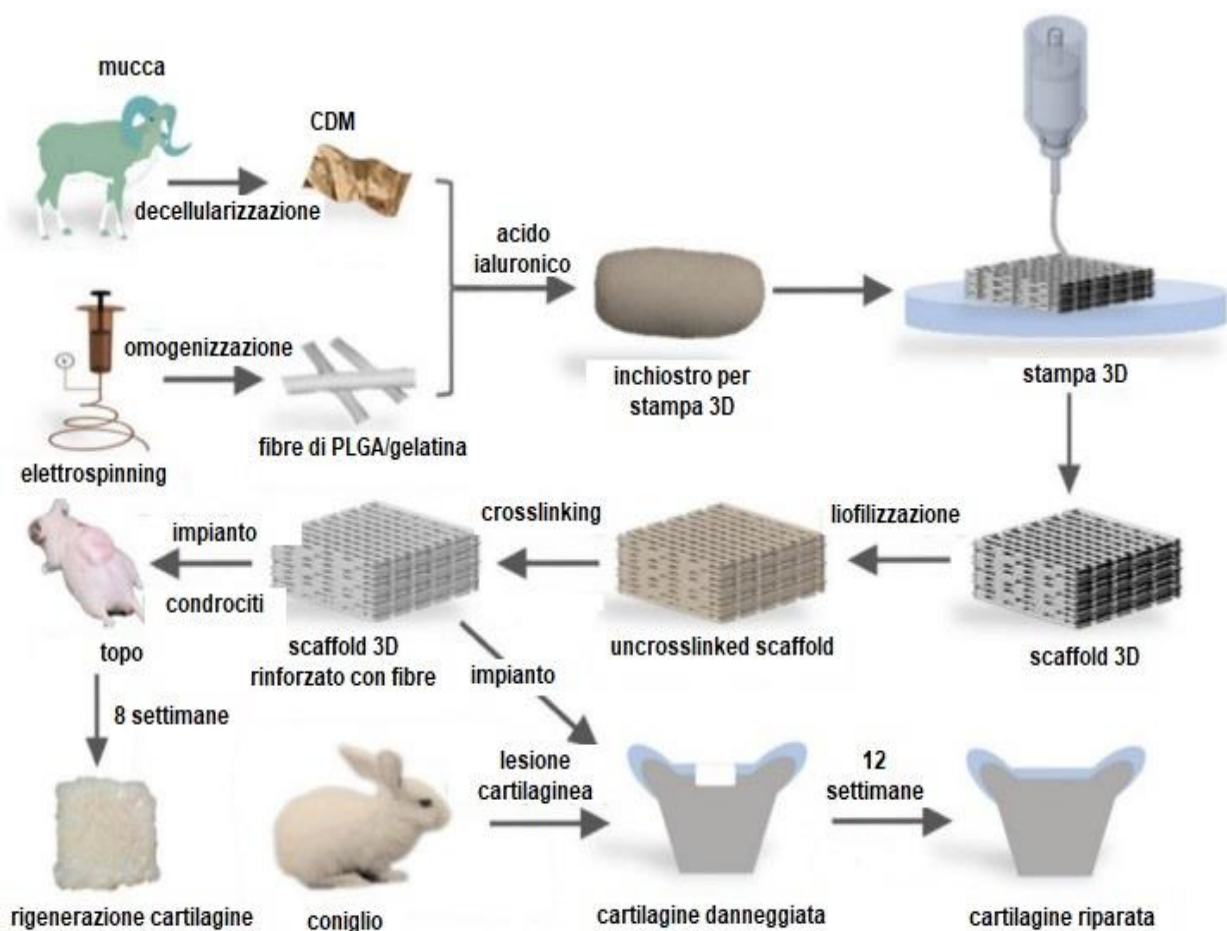 mucca
CDM
decellularizzazione
acido
ialuronico
omogenizzazione
inchiostro per
stampa 3D
stampa 3D
fibre di PLGA/gelatina
elettrospinning
impianto
condrociti
crosslinking
liofilizzazione
topo
scaffold 3D
rinforzato con fibre
uncrosslinked scaffold
scaffold 3D
impianto
8 settimane
lesione
cartilaginea
12
settimane
rigenerazione cartilagine
coniglio
cartilagine danneggiata
cartilagine riparata